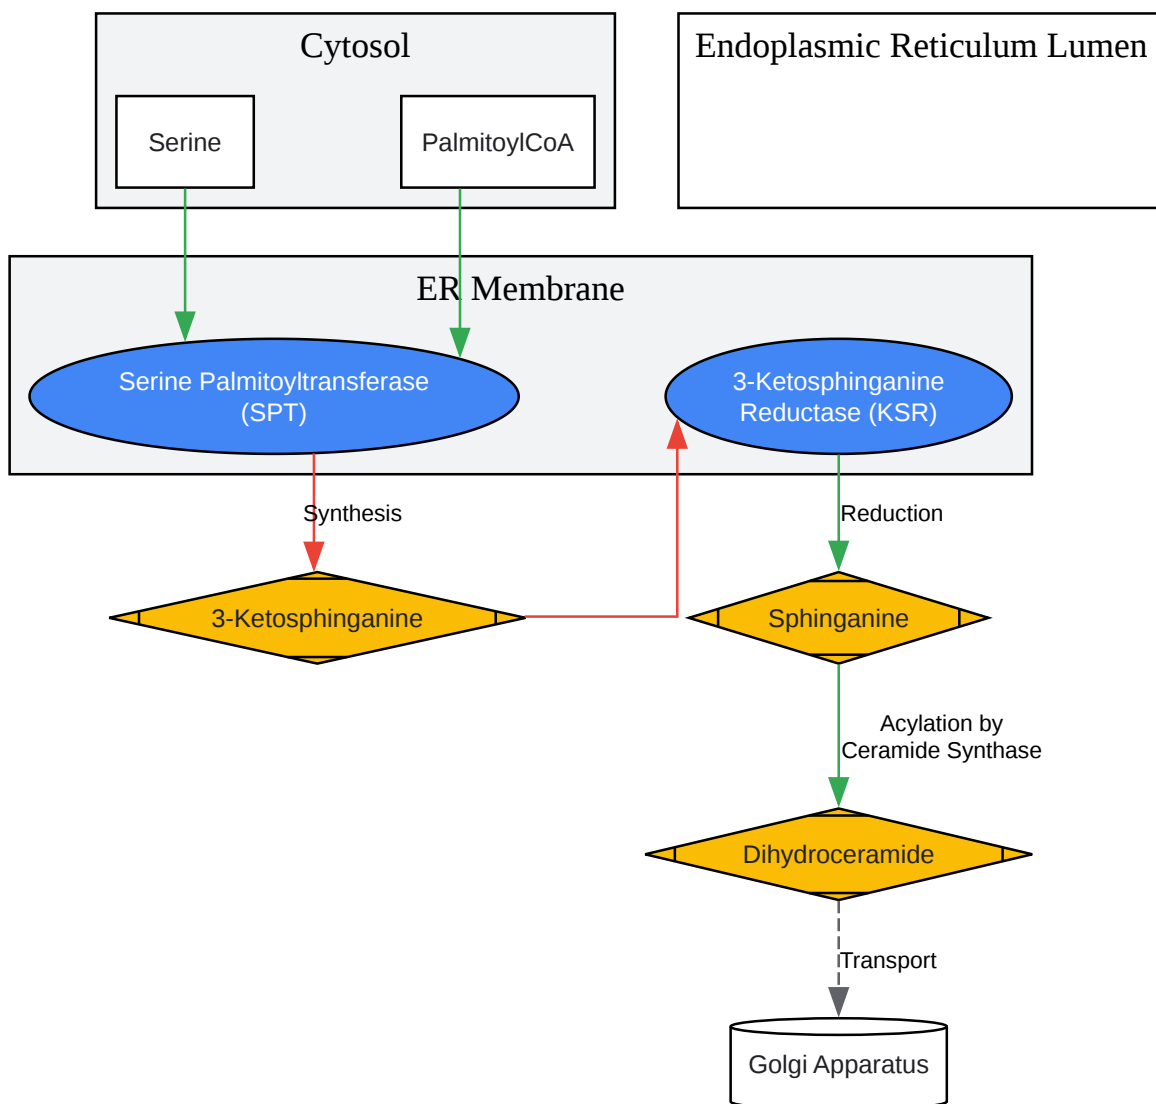 Cytosol
Endoplasmic Reticulum Lumen
Serine
PalmitoylCoA
ER Membrane
Serine Palmitoyltransferase
(SPT)
3-Ketosphinganine
Reductase (KSR)
Synthesis
Reduction
3-Ketosphinganine
Sphinganine
Acylation by
Ceramide Synthase
Dihydroceramide
Transport
Golgi Apparatus